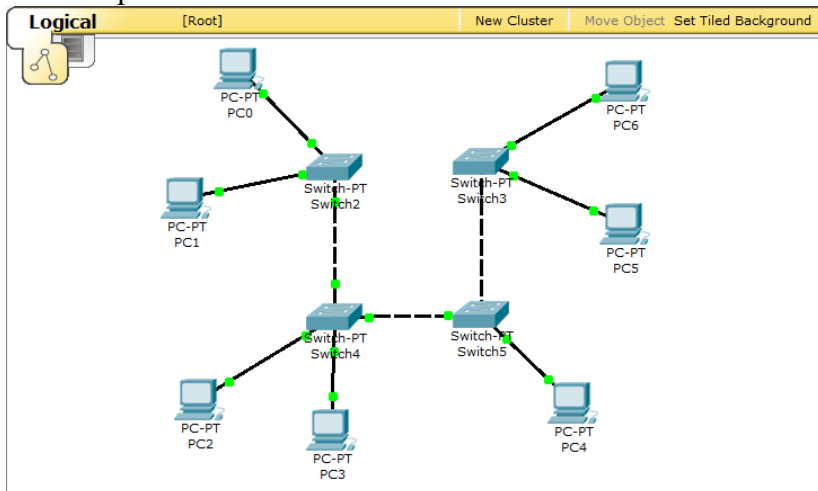 Logical [Root] New Cluster Move Object Set Tiled Background
PC-PT
PC0
PC-PT
PC6
Switch-PT
Switch2
Switch-PT
Switch3
PC-PT
PC1
PC-PT
PC5
Switch-PT
Switch4
Switch-PT
Switch5
PC-PT
PC2
PC-PT
PC3
PC-PT
PC4